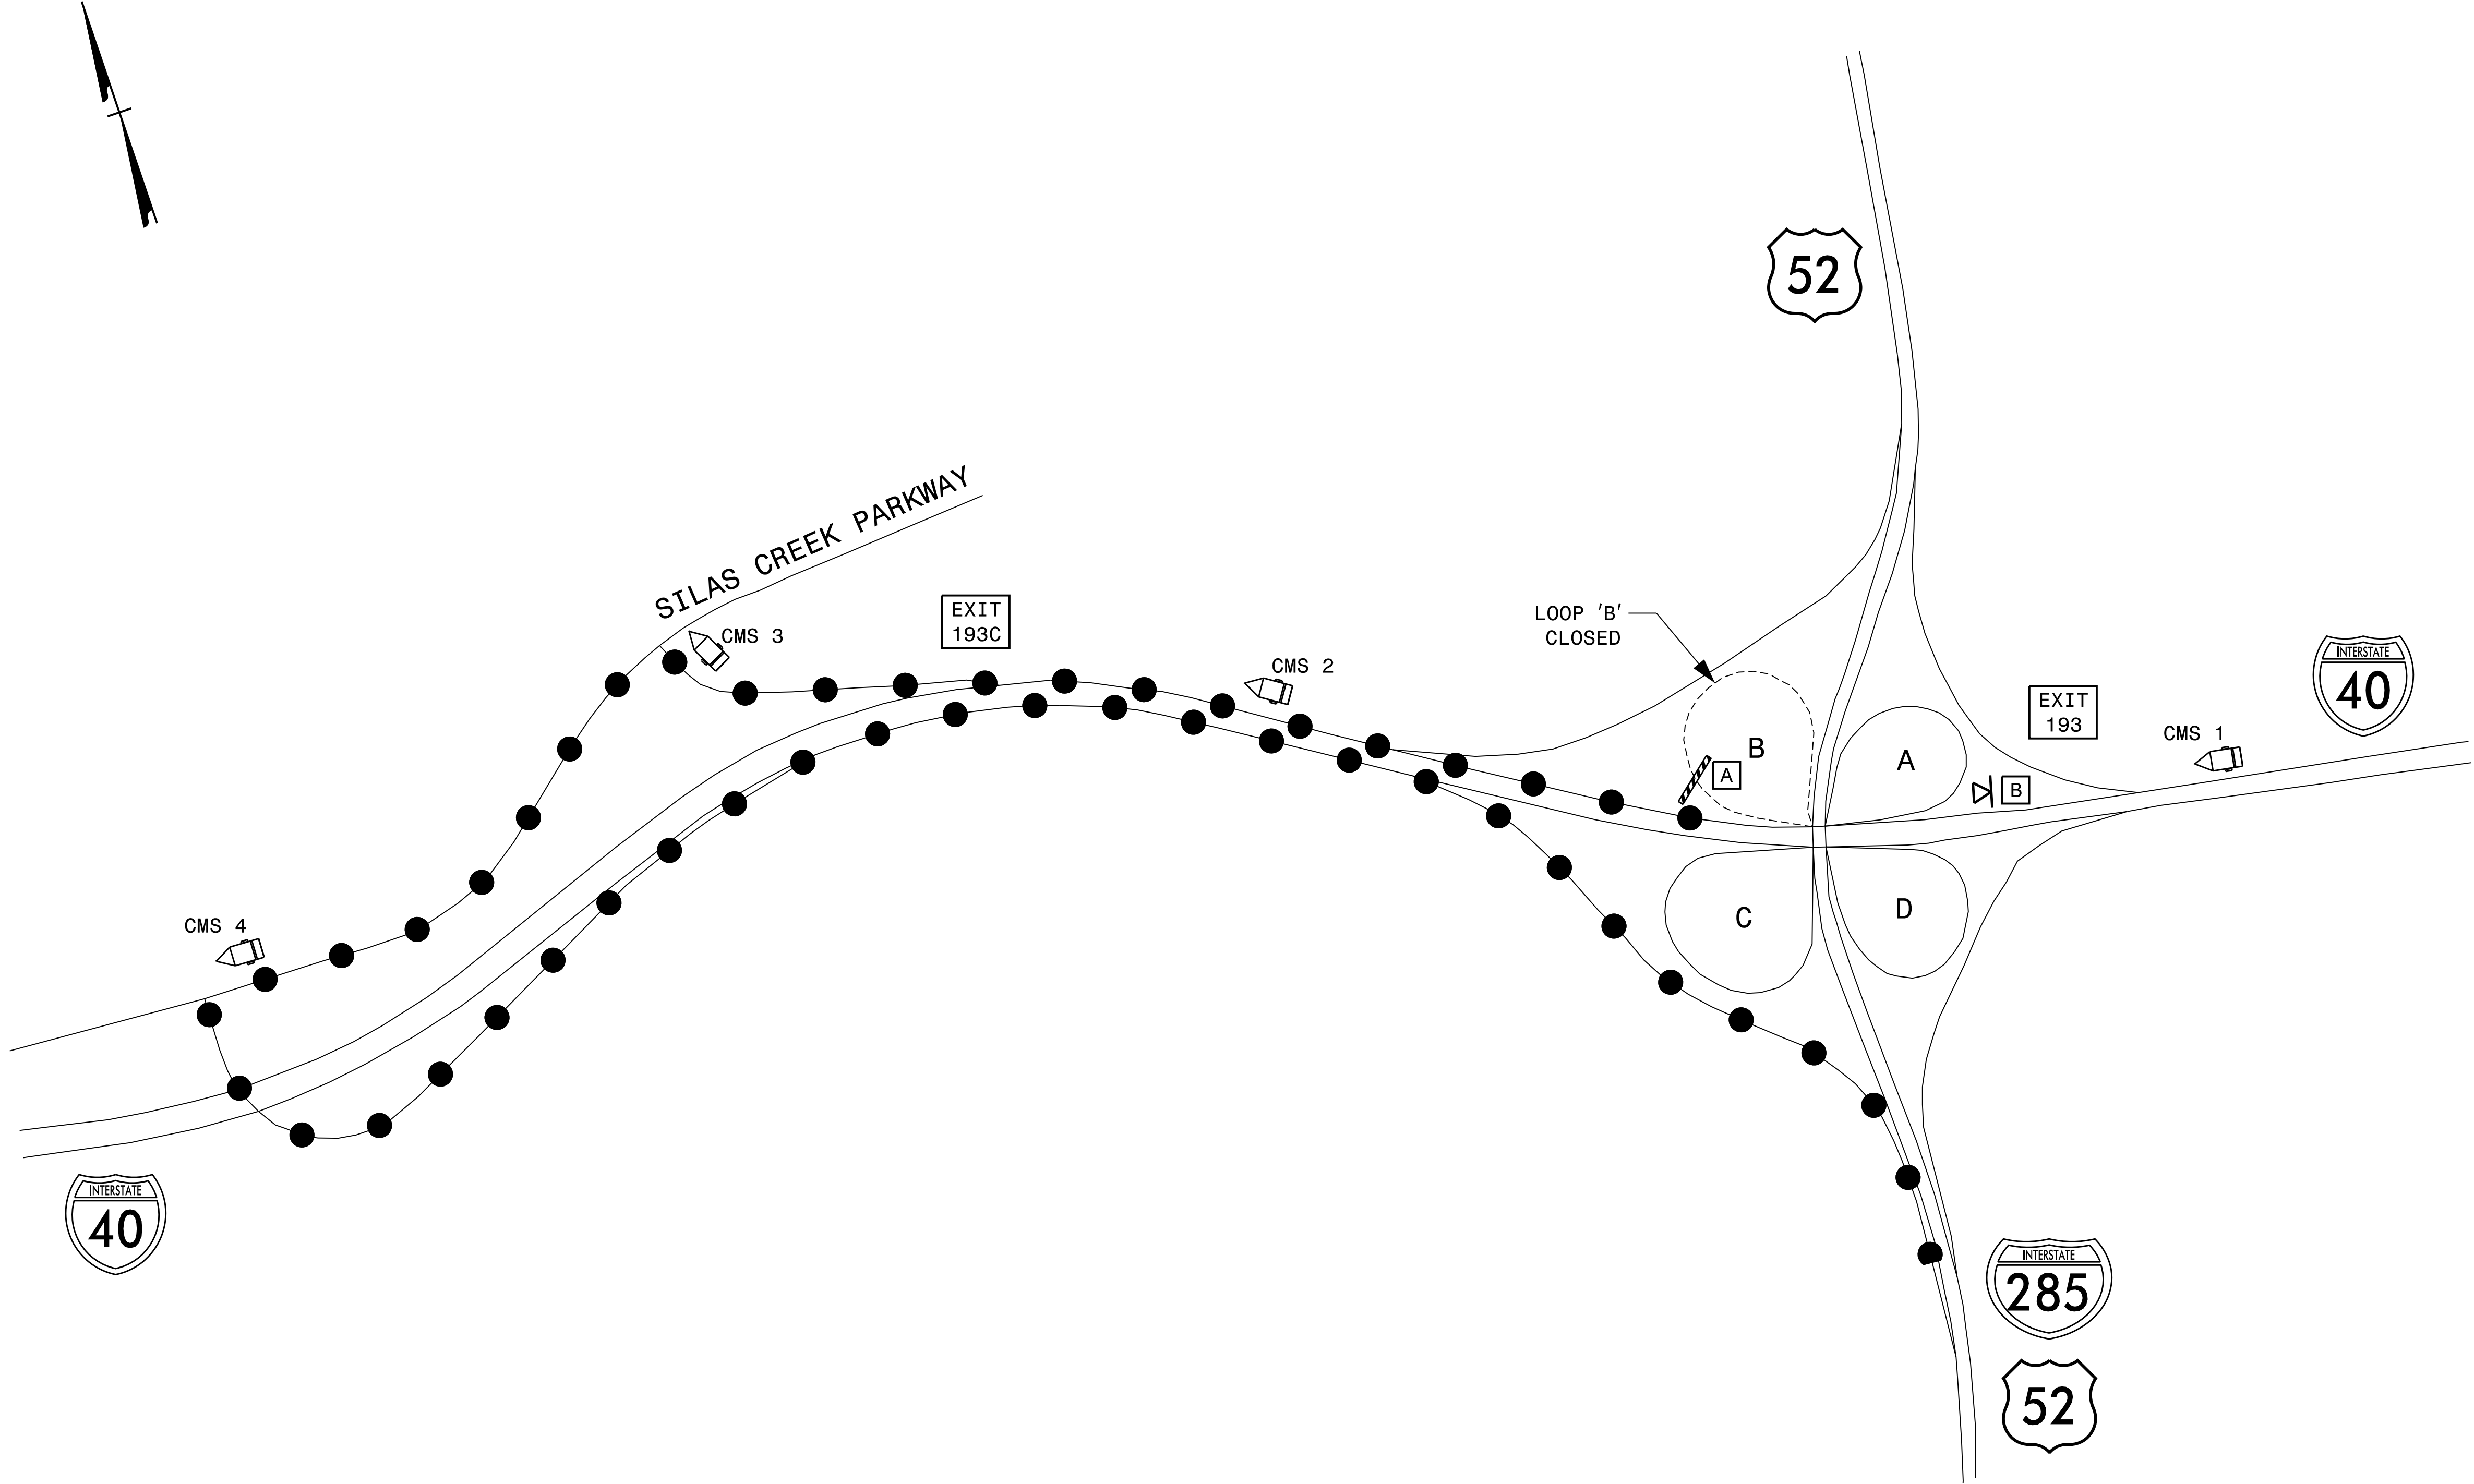 52
SILAS CREEK PARKWAY
EXIT
193C
CMS 3
LOOP 'B'
CLOSED
CMS 2
INTERSTATE
40
EXIT
193
CMS 1
B
A
A
B
CMS 4
C
D
INTERSTATE
40
INTERSTATE
285
52